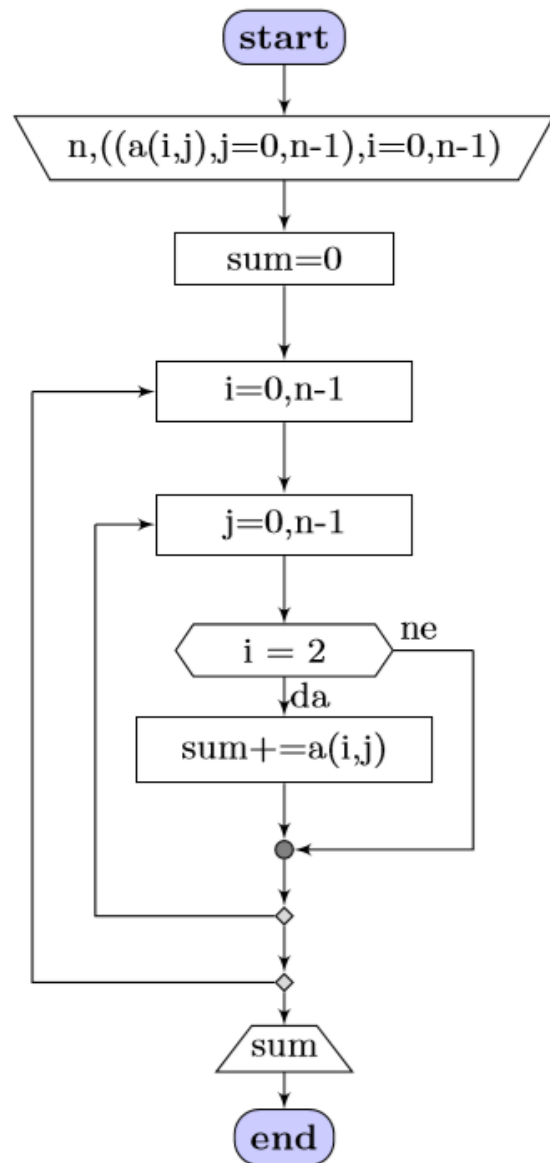 start
n,((a(i,j),j=0,n-1),i=0,n-1)
sum=0
i=0,n-1
j=0,n-1
i = 2
ne
da
sum+=a(i,j)
sum
end